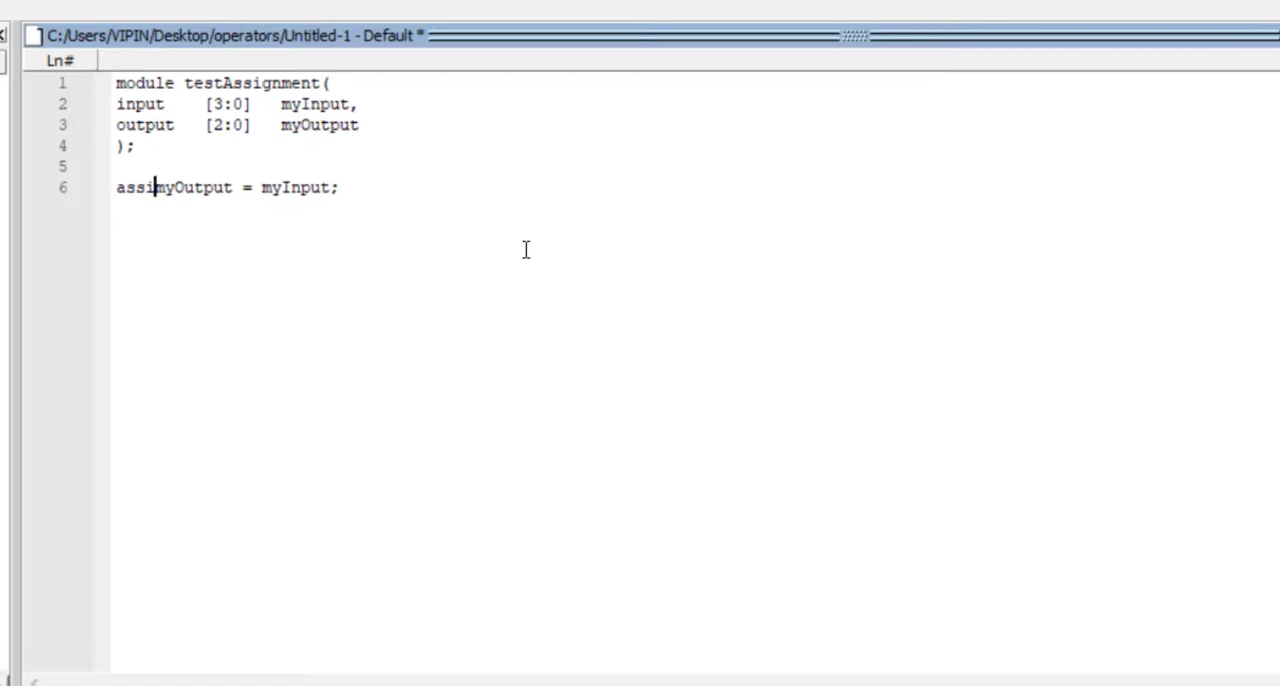 C:/Users/VIPIN/Desktop/operators/Untitled-1 - Default *
Ln#
1 module testAssignment(
2 input [3:0] myInput,
3 output [2:0] myOutput
4 );
5
6 assimyOutput = myInput;